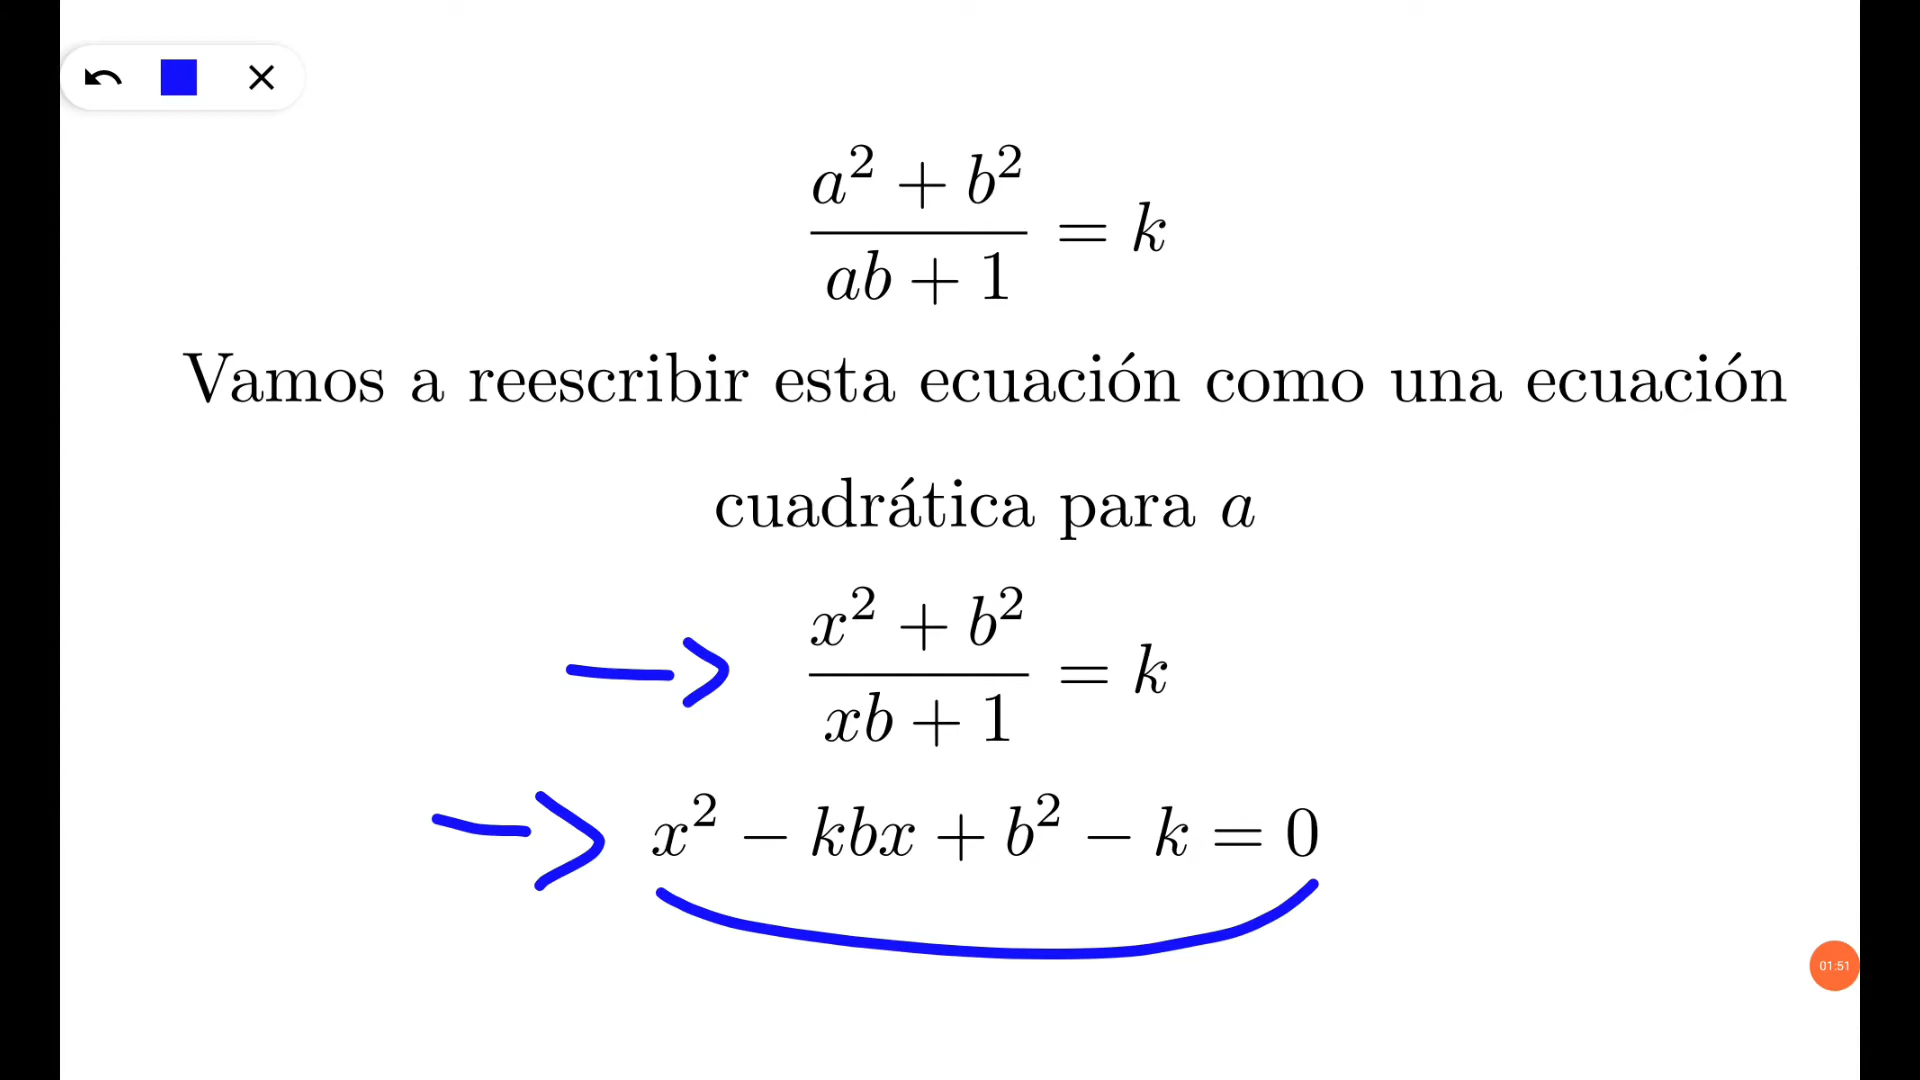 a² + b²
―――― = k
ab + 1
Vamos a reescribir esta ecuación como una ecuación
cuadrática para a
x² + b²
―――― = k
xb + 1
x² − kbx + b² − k = 0
01:51